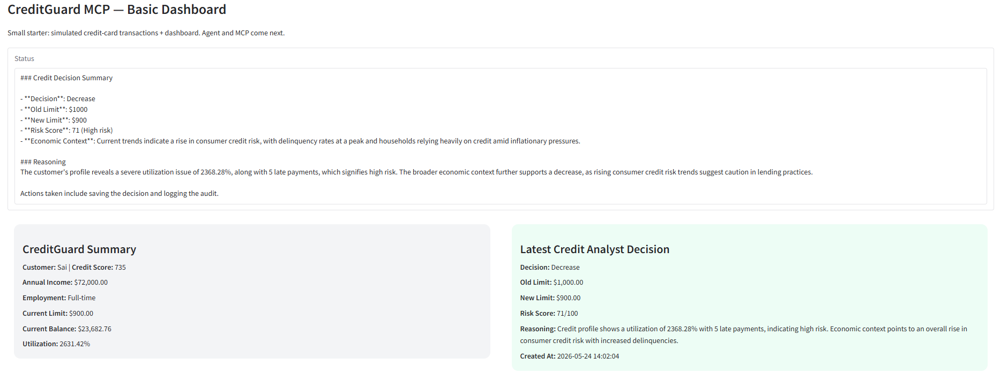 CreditGuard MCP — Basic Dashboard
Small starter: simulated credit-card transactions + dashboard. Agent and MCP come next.
Status
### Credit Decision Summary
- **Decision**: Decrease
- **Old Limit**: $1000
- **New Limit**: $900
- **Risk Score**: 71 (High risk)
- **Economic Context**: Current trends indicate a rise in consumer credit risk, with delinquency rates at a peak and households relying heavily on credit amid inflationary pressures.
### Reasoning
The customer's profile reveals a severe utilization issue of 2368.28%, along with 5 late payments, which signifies high risk. The broader economic context further supports a decrease, as rising consumer credit risk trends suggest caution in lending practices.
Actions taken include saving the decision and logging the audit.
CreditGuard Summary
Customer: Sai | Credit Score: 735
Annual Income: $72,000.00
Employment: Full-time
Current Limit: $900.00
Current Balance: $23,682.76
Utilization: 2631.42%
Latest Credit Analyst Decision
Decision: Decrease
Old Limit: $1,000.00
New Limit: $900.00
Risk Score: 71/100
Reasoning: Credit profile shows a utilization of 2368.28% with 5 late payments, indicating high risk. Economic context points to an overall rise in
consumer credit risk with increased delinquencies.
Created At: 2026-05-24 14:02:04